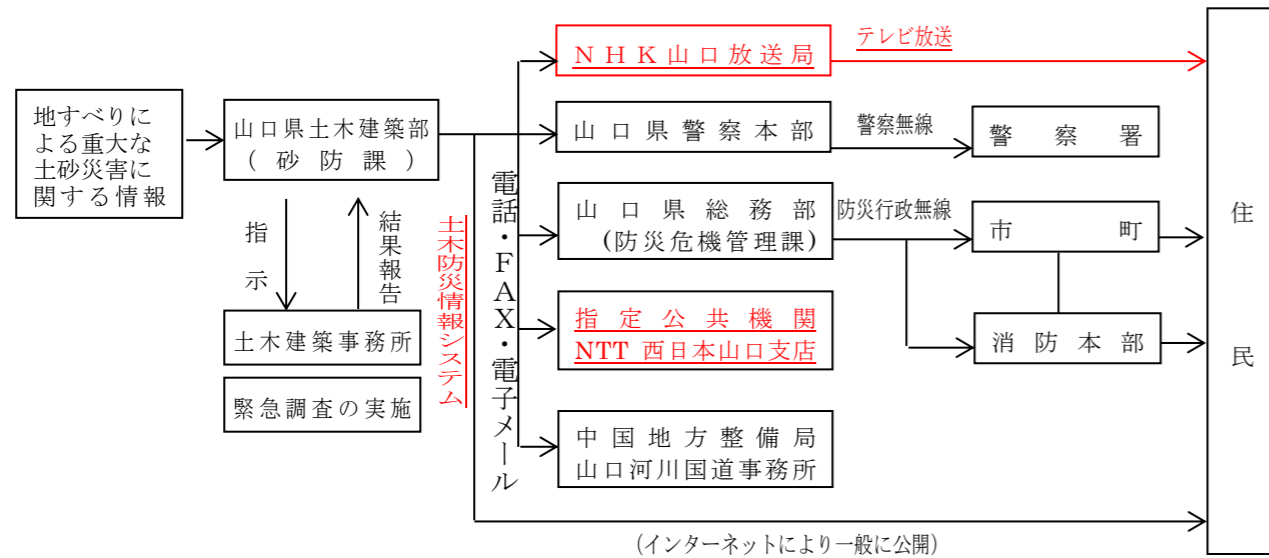 地すべりに
よる重大な
土砂災害に
関する情報
山口県土木建築部
(砂防課)
指示
結果報告
土木建築事務所
緊急調査の実施
土木防災情報システム
電話・FAX・電子メール
NHK山口放送局
テレビ放送
山口県警察本部
警察無線
警察署
山口県総務部
(防災危機管理課)
防災行政無線
市町
消防本部
指定公共機関
NTT 西日本山口支店
中国地方整備局
山口河川国道事務所
(インターネットにより一般に公開)
住民